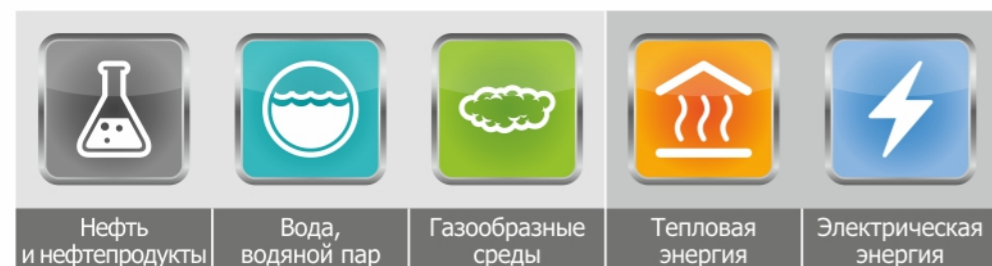 Нефть
и нефтепродукты
Вода,
водяной пар
Газообразные
среды
Тепловая
энергия
Электрическая
энергия